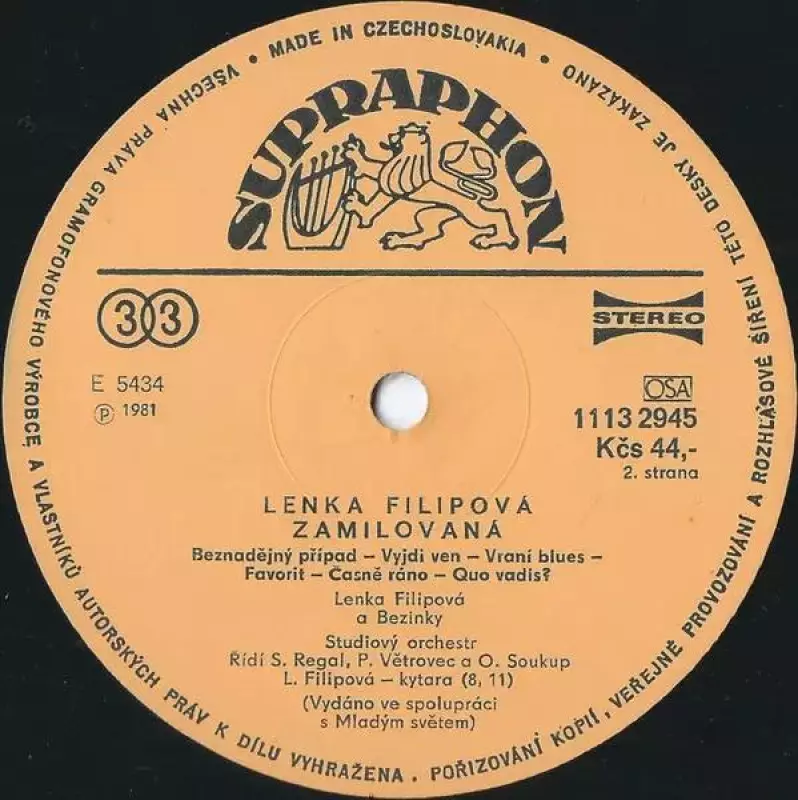 VŠECHNA PRÁVA GRAMOFONOVÉHO VÝROBCE A VLASTNÍKŮ AUTORSKÝCH PRÁV K DÍLU VYHRAŽENA . POŘIZOVÁNÍ KOPIÍ, VEŘEJNÉ PROVOZOVÁNÍ A ROZHLASOVÉ ŠÍŘENÍ TÉTO DESKY JE ZAKÁZÁNO
• MADE IN CZECHOSLOVAKIA •
SUPRAPHON
33
STEREO
E 5434
OSA
℗ 1981
1113 2945
Kčs 44,-
2. strana
LENKA FILIPOVÁ
ZAMILOVANÁ
Beznadějný případ – Vyjdi ven – Vraní blues –
Favorit – Časně ráno – Quo vadis?
Lenka Filipová
a Bezinky
Studiový orchestr
Řídí S. Regal, P. Větrovec a O. Soukup
L. Filipová – kytara (8, 11)
(Vydáno ve spolupráci
s Mladým světem)